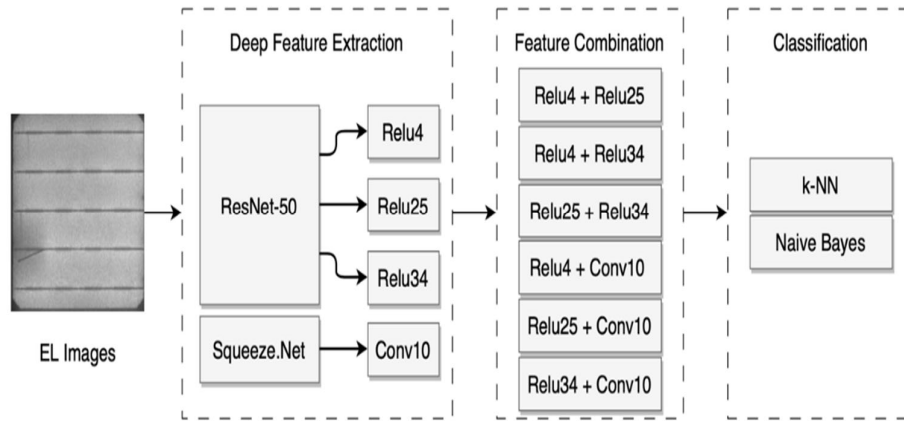 Deep Feature Extraction
Feature Combination
Classification
EL Images
ResNet-50
Relu4
Relu25
Relu34
Squeeze.Net
Conv10
Relu4 + Relu25
Relu4 + Relu34
Relu25 + Relu34
Relu4 + Conv10
Relu25 + Conv10
Relu34 + Conv10
k-NN
Naive Bayes